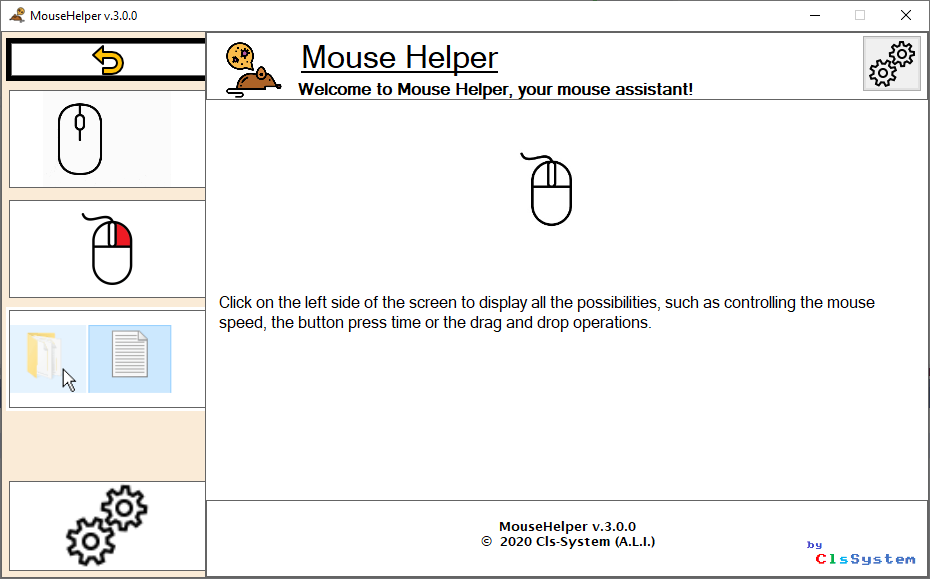 MouseHelper v.3.0.0
Mouse Helper
Welcome to Mouse Helper, your mouse assistant!
Click on the left side of the screen to display all the possibilities, such as controlling the mouse
speed, the button press time or the drag and drop operations.
MouseHelper v.3.0.0
© 2020 Cls-System (A.L.I.)
by
ClsSystem